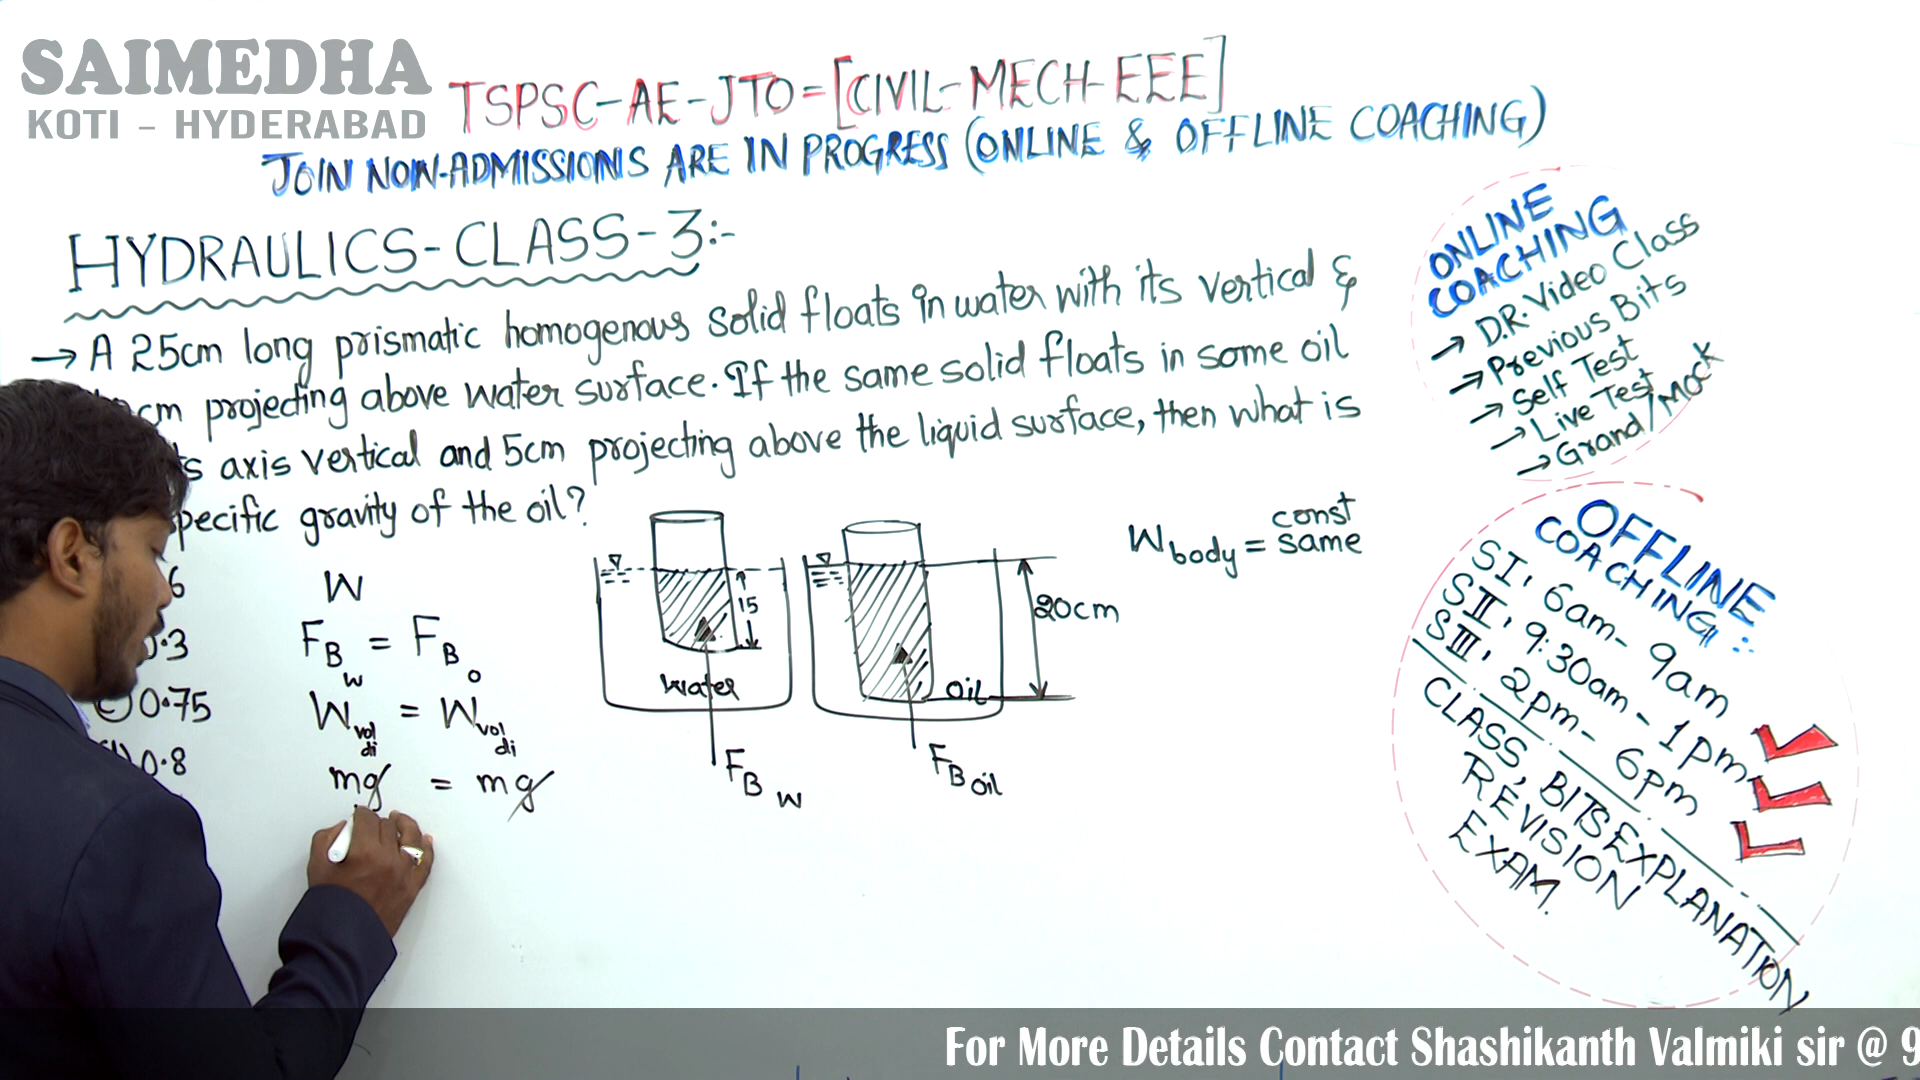 SAIMEDHA
KOTI - HYDERABAD
TSPSC-AE-JTO=[CIVIL-MECH-EEE]
JOIN NOW-ADMISSIONS ARE IN PROGRESS (ONLINE & OFFLINE COACHING)
HYDRAULICS-CLASS-3:-
→ A 25cm long prismatic homogenous solid floats in water with its vertical &
cm projecting above water surface. If the same solid floats in some oil
axis vertical and 5cm projecting above the liquid surface, then what is
pecific gravity of the oil?
6
0.3
0.75
0.8
W
F_B_w = F_B_o
W_vol di = W_vol di
mg = mg
15
Water
F_B_W
Oil
20cm
F_B_oil
W_body = const same
ONLINE
COACHING
→ D.R. Video Class
→ Previous Bits
→ Self Test
→ Live Test
→ Grand/Mock
OFFLINE
COACHING:
SI, 6am- 9am
SII, 9:30am- 1pm
SIII, 2pm- 6pm
CLASS, BITS EXPLANATION
REVISION
EXAM.
For More Details Contact Shashikanth Valmiki sir @ 9